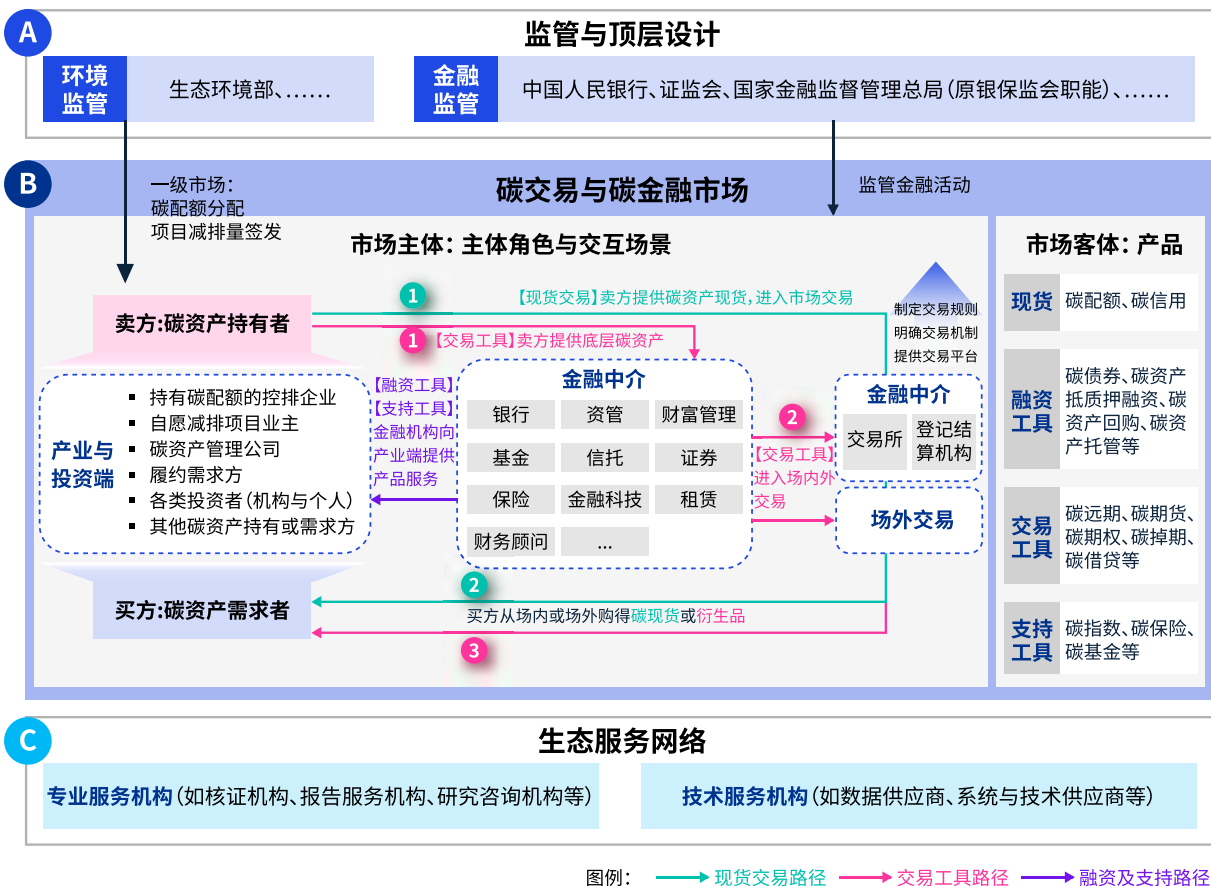 A
监管与顶层设计
环境
监管
生态环境部、……
金融
监管
中国人民银行、证监会、国家金融监督管理总局（原银保监会职能）、……
B
碳交易与碳金融市场
一级市场：
碳配额分配
项目减排量签发
监管金融活动
市场主体：主体角色与交互场景
卖方:碳资产持有者
1
【现货交易】卖方提供碳资产现货，进入市场交易
1
【交易工具】卖方提供底层碳资产
制定交易规则
明确交易机制
提供交易平台
产业与
投资端
持有碳配额的控排企业
自愿减排项目业主
碳资产管理公司
履约需求方
各类投资者（机构与个人）
其他碳资产持有或需求方
【融资工具】
【支持工具】
金融机构向
产业端提供
产品服务
金融中介
银行
资管
财富管理
基金
信托
证券
保险
金融科技
租赁
财务顾问
...
2
【交易工具】
进入场内外
交易
金融中介
交易所
登记结
算机构
场外交易
买方:碳资产需求者
2
买方从场内或场外购得碳现货或衍生品
3
市场客体：产品
现货
碳配额、碳信用
融资
工具
碳债券、碳资产
抵质押融资、碳
资产回购、碳资
产托管等
交易
工具
碳远期、碳期货、
碳期权、碳掉期、
碳借贷等
支持
工具
碳指数、碳保险、
碳基金等
C
生态服务网络
专业服务机构（如核证机构、报告服务机构、研究咨询机构等）
技术服务机构（如数据供应商、系统与技术供应商等）
图例：
现货交易路径
交易工具路径
融资及支持路径